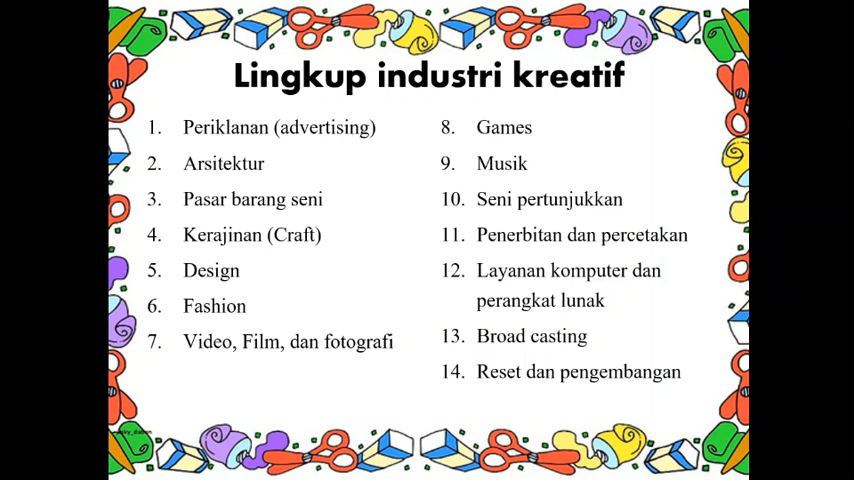 Lingkup industri kreatif
1. Periklanan (advertising)
2. Arsitektur
3. Pasar barang seni
4. Kerajinan (Craft)
5. Design
6. Fashion
7. Video, Film, dan fotografi
8. Games
9. Musik
10. Seni pertunjukkan
11. Penerbitan dan percetakan
12. Layanan komputer dan
perangkat lunak
13. Broad casting
14. Reset dan pengembangan